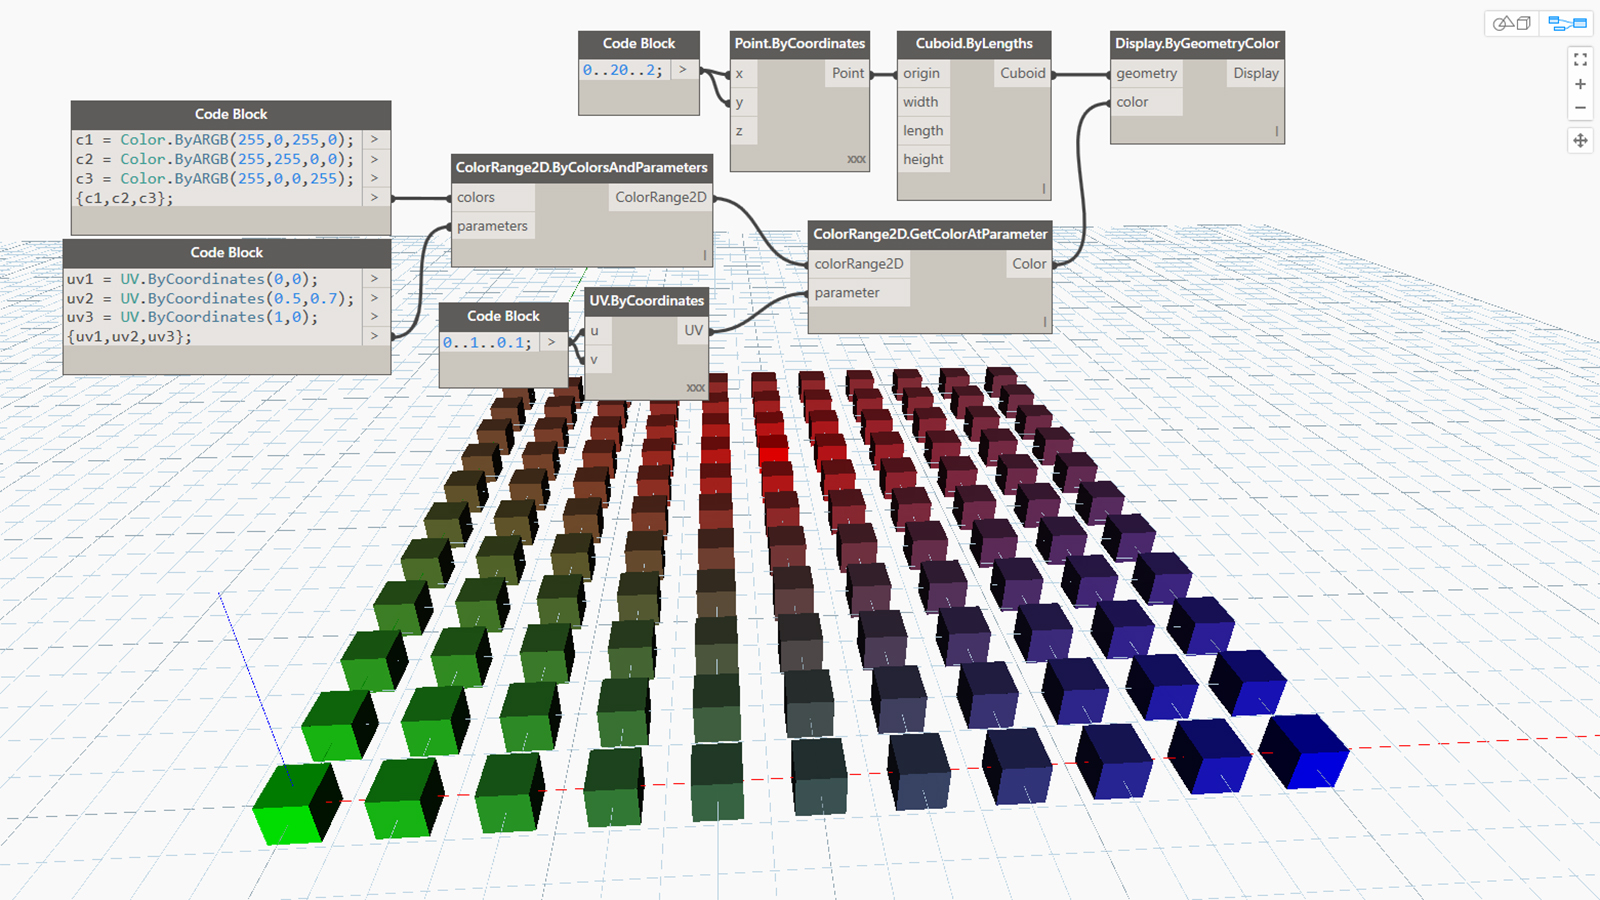 Code Block
0..20..2; >
Point.ByCoordinates
x Point
y
z
xxx
Cuboid.ByLengths
origin Cuboid
width
length
height
l
Display.ByGeometryColor
geometry Display
color
l
Code Block
c1 = Color.ByARGB(255,0,255,0); >
c2 = Color.ByARGB(255,255,0,0); >
c3 = Color.ByARGB(255,0,0,255); >
{c1,c2,c3}; >
ColorRange2D.ByColorsAndParameters
colors ColorRange2D
parameters
l
Code Block
uv1 = UV.ByCoordinates(0,0); >
uv2 = UV.ByCoordinates(0.5,0.7); >
uv3 = UV.ByCoordinates(1,0); >
{uv1,uv2,uv3}; >
ColorRange2D.GetColorAtParameter
colorRange2D Color
parameter
l
Code Block
0..1..0.1; >
UV.ByCoordinates
u UV
v
xxx